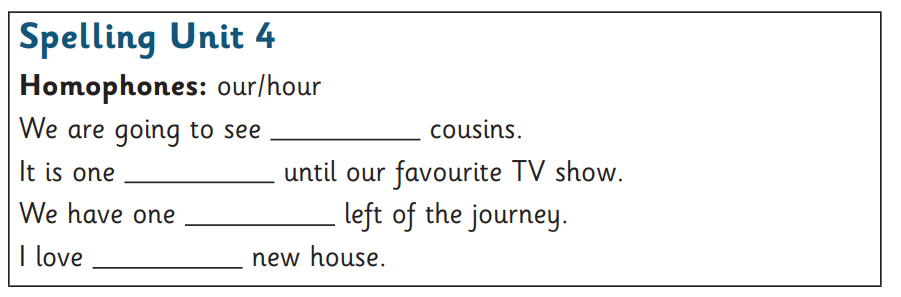 Spelling Unit 4
Homophones: our/hour
We are going to see ___________ cousins.
It is one ___________ until our favourite TV show.
We have one ___________ left of the journey.
I love ___________ new house.